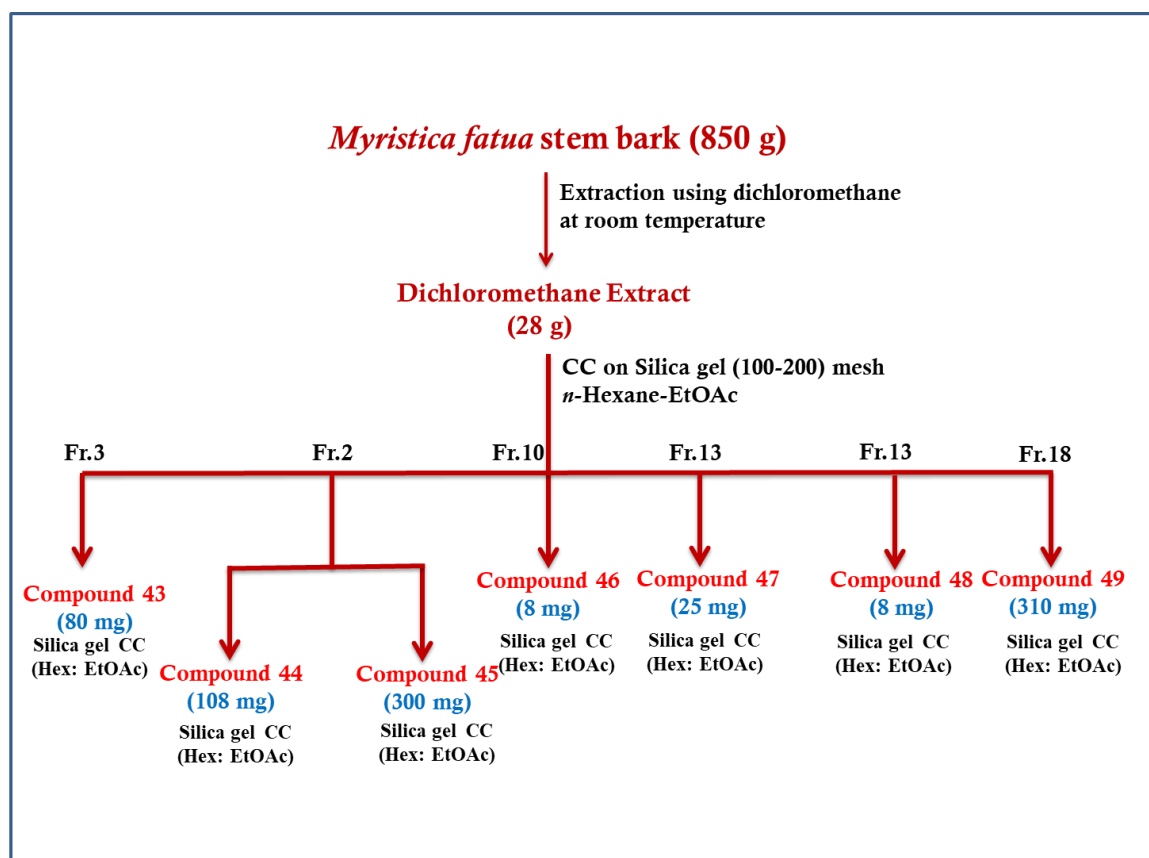 Myristica fatua stem bark (850 g)
Extraction using dichloromethane
at room temperature
Dichloromethane Extract
(28 g)
CC on Silica gel (100-200) mesh
n-Hexane-EtOAc
Fr.3
Fr.2
Fr.10
Fr.13
Fr.13
Fr.18
Compound 43
(80 mg)
Silica gel CC
(Hex: EtOAc)
Compound 44
(108 mg)
Silica gel CC
(Hex: EtOAc)
Compound 45
(300 mg)
Silica gel CC
(Hex: EtOAc)
Compound 46
(8 mg)
Silica gel CC
(Hex: EtOAc)
Compound 47
(25 mg)
Silica gel CC
(Hex: EtOAc)
Compound 48
(8 mg)
Silica gel CC
(Hex: EtOAc)
Compound 49
(310 mg)
Silica gel CC
(Hex: EtOAc)